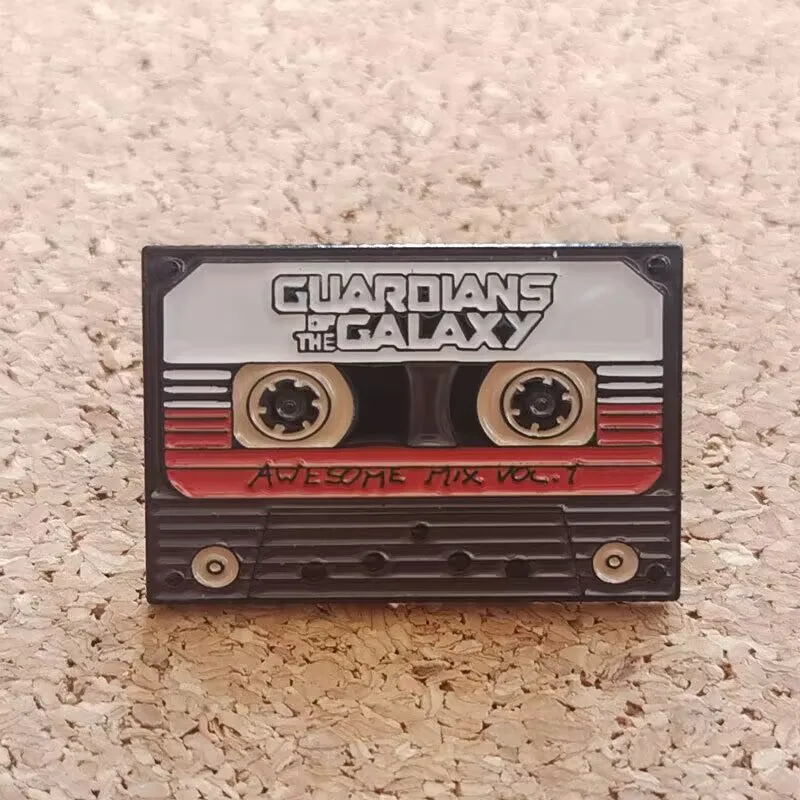 GUARDIANS
OF
THE GALAXY
AWESOME MIX VOL.1